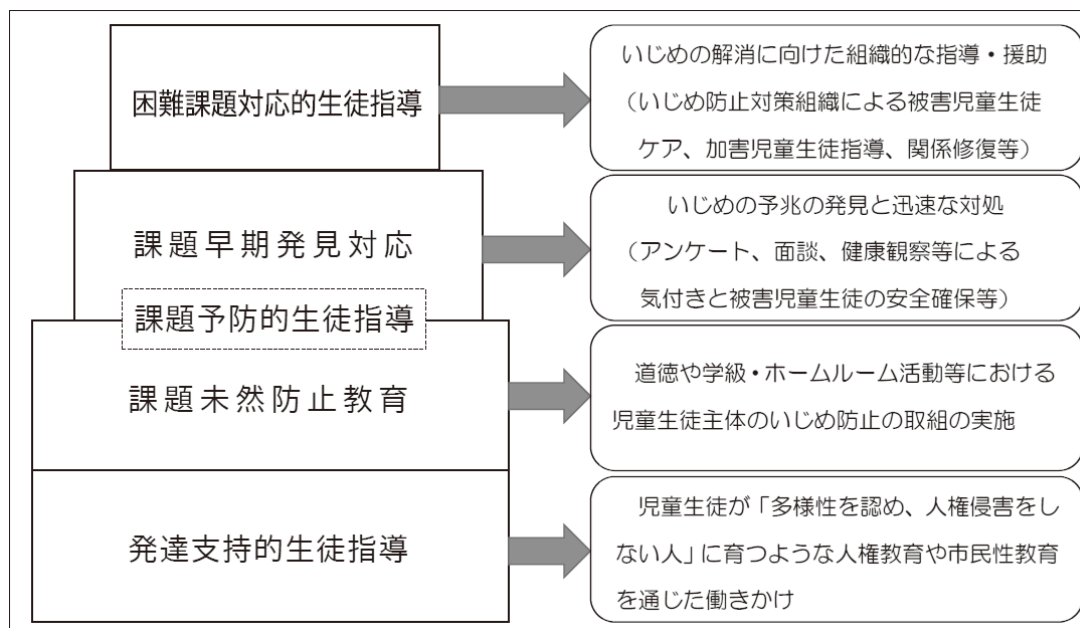 困難課題対応的生徒指導
いじめの解消に向けた組織的な指導・援助
（いじめ防止対策組織による被害児童生徒
ケア、加害児童生徒指導、関係修復等）
課題早期発見対応
いじめの予兆の発見と迅速な対処
（アンケート、面談、健康観察等による
気付きと被害児童生徒の安全確保等）
課題予防的生徒指導
課題未然防止教育
道徳や学級・ホームルーム活動等における
児童生徒主体のいじめ防止の取組の実施
発達支持的生徒指導
児童生徒が「多様性を認め、人権侵害をし
ない人」に育つような人権教育や市民性教育
を通じた働きかけ